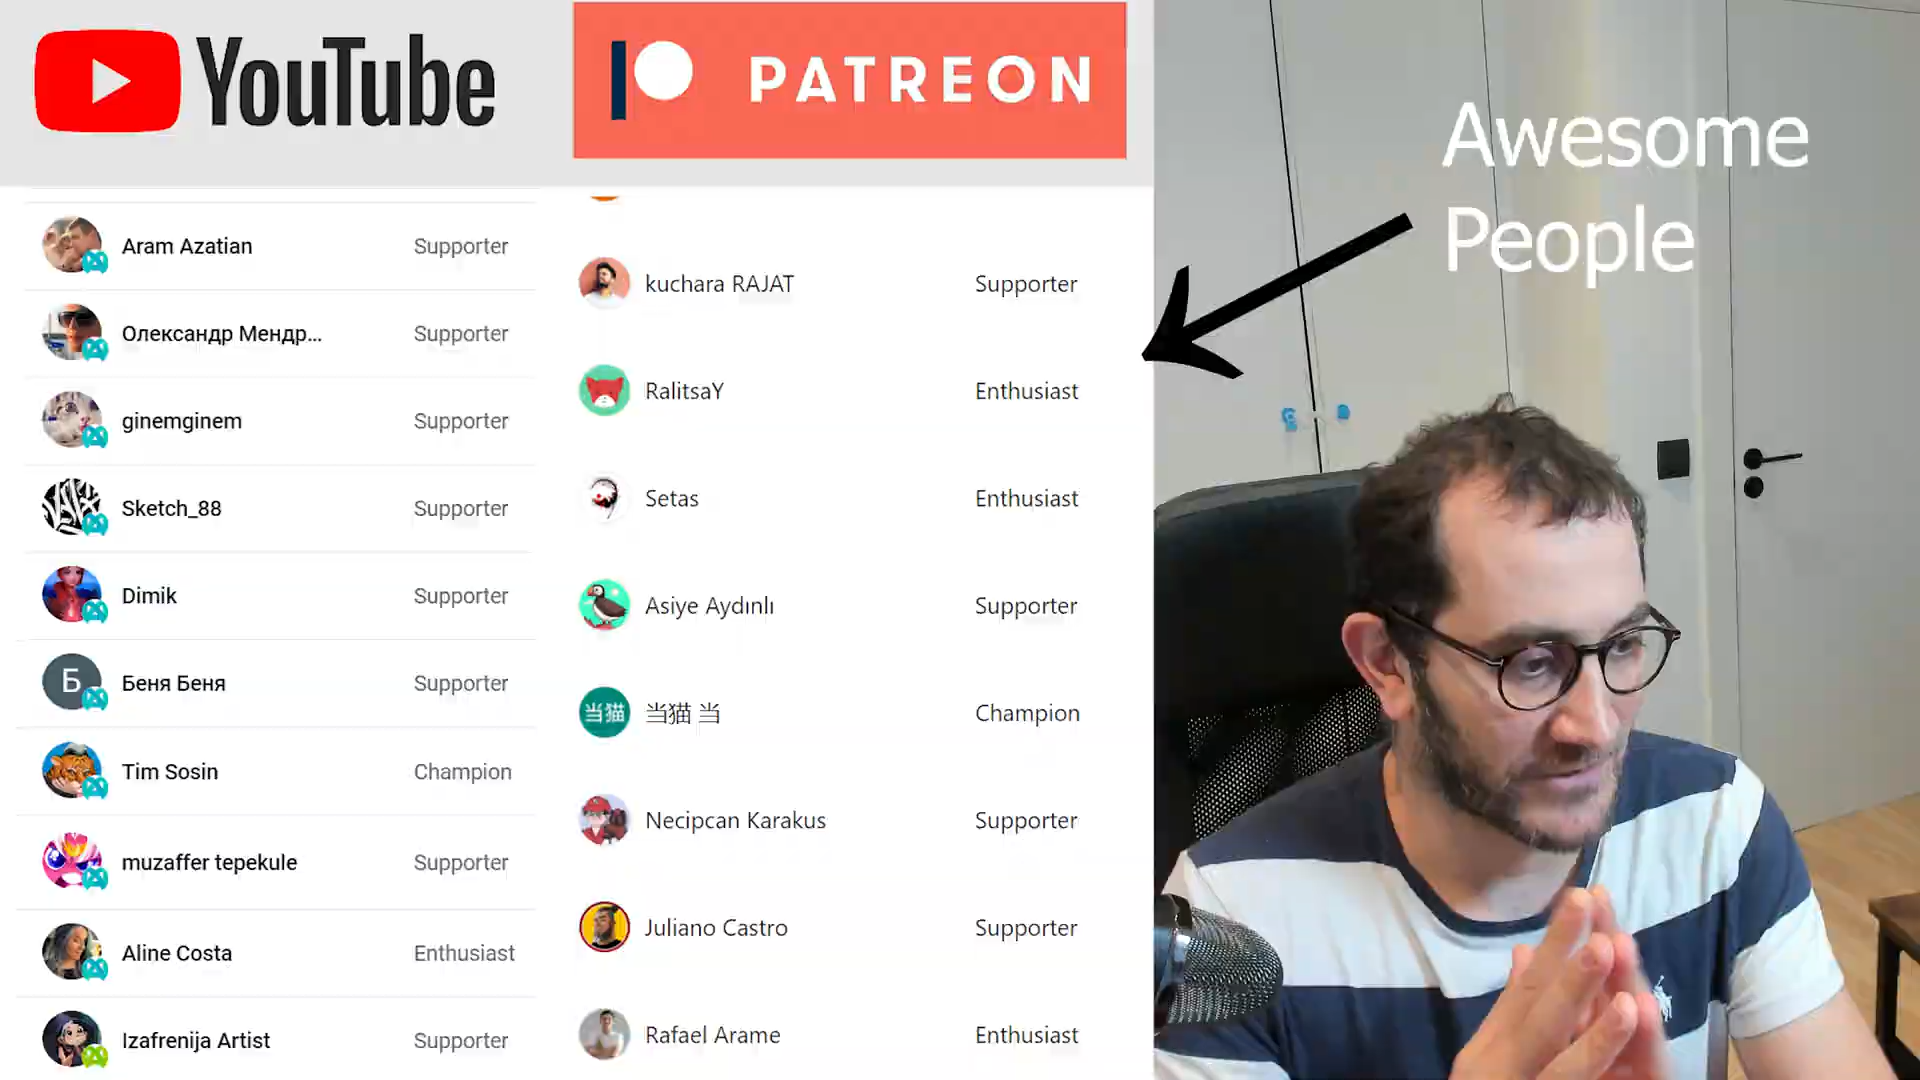 YouTube
PATREON
Awesome
People
Aram Azatian Supporter
Олександр Мендр... Supporter
ginemginem Supporter
Sketch_88 Supporter
Dimik Supporter
Б
Беня Беня Supporter
Tim Sosin Champion
muzaffer tepekule Supporter
Aline Costa Enthusiast
Izafrenija Artist Supporter
kuchara RAJAT Supporter
RalitsaY Enthusiast
Setas Enthusiast
Asiye Aydınlı Supporter
当猫
当猫 当 Champion
Necipcan Karakus Supporter
Juliano Castro Supporter
Rafael Arame Enthusiast